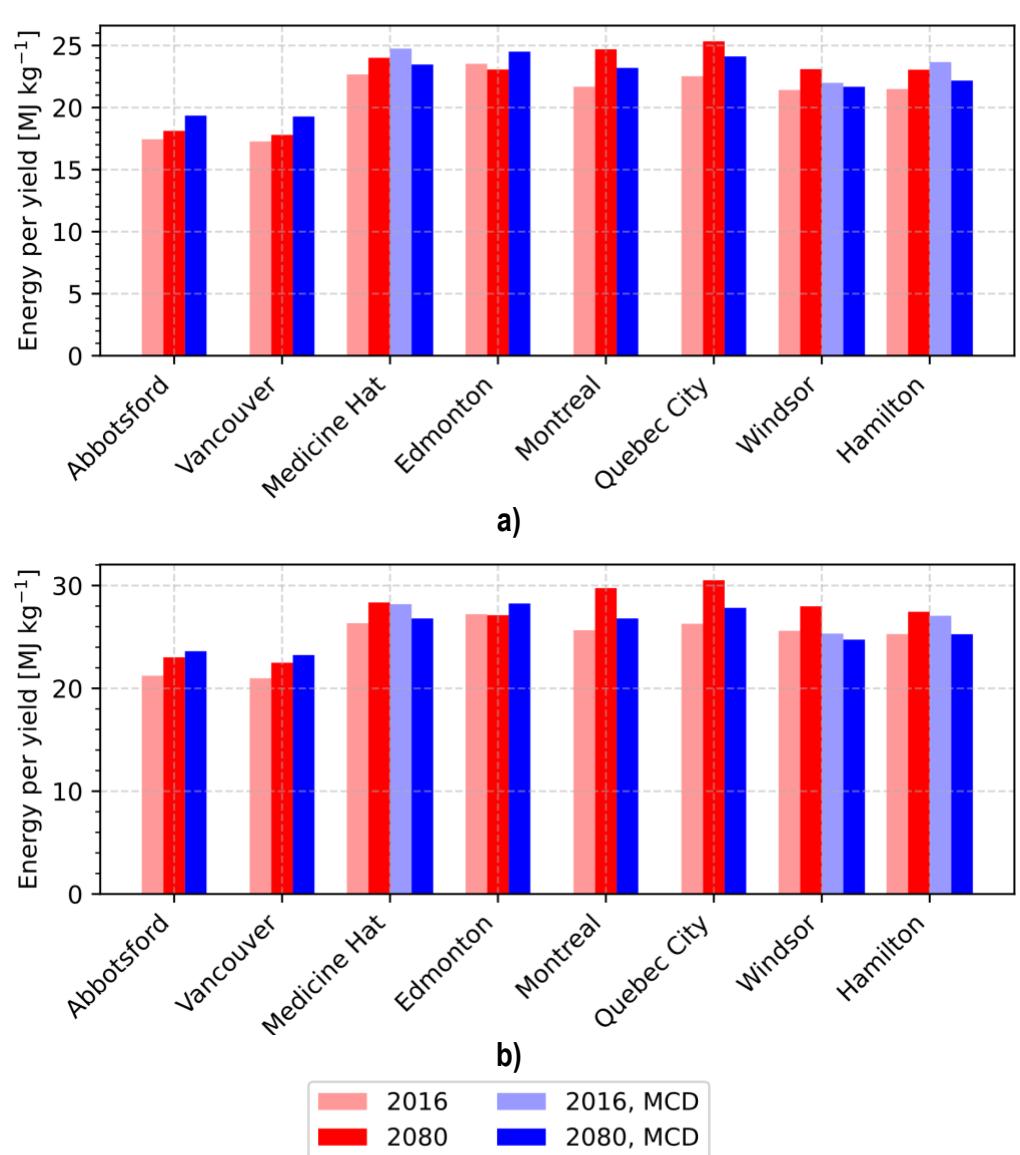 Energy per yield [MJ kg⁻¹]
25
20
15
10
5
0
Abbotsford
Vancouver
Medicine Hat
Edmonton
Montreal
Quebec City
Windsor
Hamilton
a)
Energy per yield [MJ kg⁻¹]
30
20
10
0
Abbotsford
Vancouver
Medicine Hat
Edmonton
Montreal
Quebec City
Windsor
Hamilton
b)
2016
2016, MCD
2080
2080, MCD